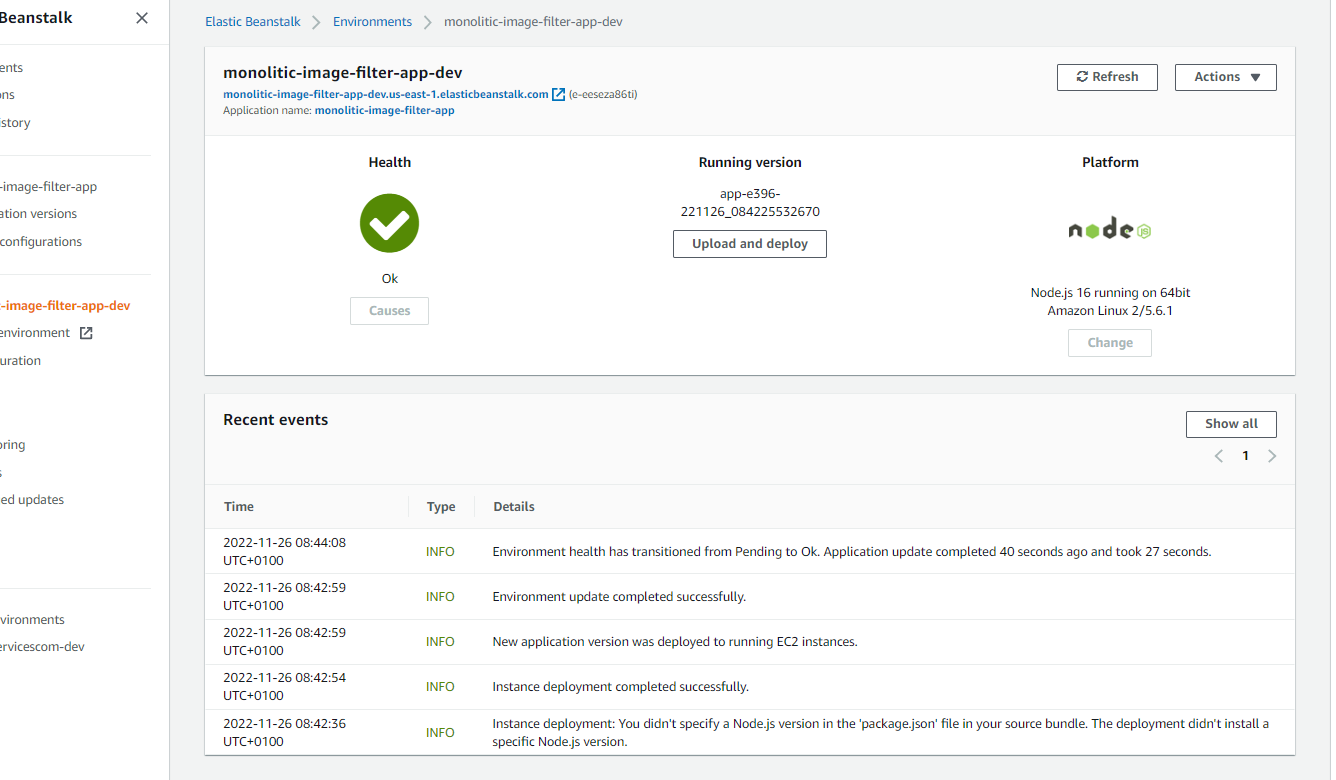 Beanstalk
ents
ons
istory
-image-filter-app
ation versions
configurations
c-image-filter-app-dev
environment
uration
oring
s
ed updates
vironments
ervicescom-dev
Elastic Beanstalk
Environments
monolitic-image-filter-app-dev
monolitic-image-filter-app-dev
monolitic-image-filter-app-dev.us-east-1.elasticbeanstalk.com (e-eeseza86ti)
Application name: monolitic-image-filter-app
Refresh
Actions
Health
Ok
Causes
Running version
app-e396-
221126_084225532670
Upload and deploy
Platform
node
JS
Node.js 16 running on 64bit
Amazon Linux 2/5.6.1
Change
Recent events
Show all
1
Time Type Details
2022-11-26 08:44:08
UTC+0100
INFO
Environment health has transitioned from Pending to Ok. Application update completed 40 seconds ago and took 27 seconds.
2022-11-26 08:42:59
UTC+0100
INFO
Environment update completed successfully.
2022-11-26 08:42:59
UTC+0100
INFO
New application version was deployed to running EC2 instances.
2022-11-26 08:42:54
UTC+0100
INFO
Instance deployment completed successfully.
2022-11-26 08:42:36
UTC+0100
INFO
Instance deployment: You didn't specify a Node.js version in the 'package.json' file in your source bundle. The deployment didn't install a
specific Node.js version.